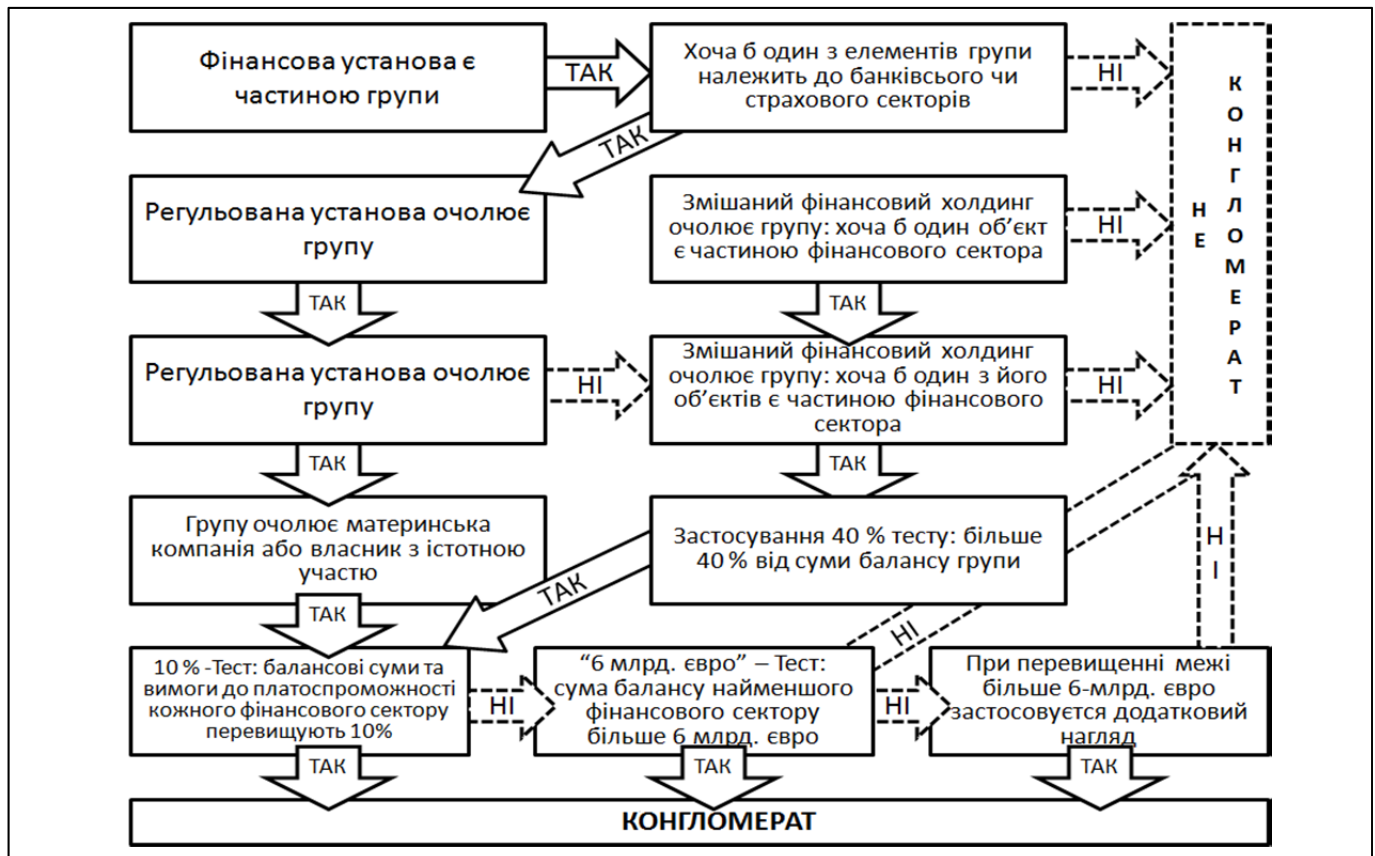 Фінансова установа є
частиною групи
ТАК
Хоча б один з елементів групи
належить до банківсього чи
страхового секторів
НІ
ТАК
Регульована установа очолює
групу
Змішаний фінансовий холдинг
очолює групу: хоча б один об’єкт
є частиною фінансового сектора
НІ
НЕ
КОНГЛОМЕРАТ
ТАК
ТАК
Регульована установа очолює
групу
НІ
Змішаний фінансовий холдинг
очолює групу: хоча б один з його
об’єктів є частиною фінансового
сектора
НІ
ТАК
ТАК
Групу очолює материнська
компанія або власник з істотною
участю
Застосування 40 % тесту: більше
40 % від суми балансу групи
НІ
ТАК
ТАК
НІ
10 % -Тест: балансові суми та
вимоги до платоспроможності
кожного фінансового сектору
перевищують 10%
НІ
“6 млрд. євро” – Тест:
сума балансу найменшого
фінансового сектору
більше 6 млрд. євро
НІ
При перевищенні межі
більше 6-млрд. євро
застосовуєтся додатковий
нагляд
ТАК
ТАК
ТАК
КОНГЛОМЕРАТ